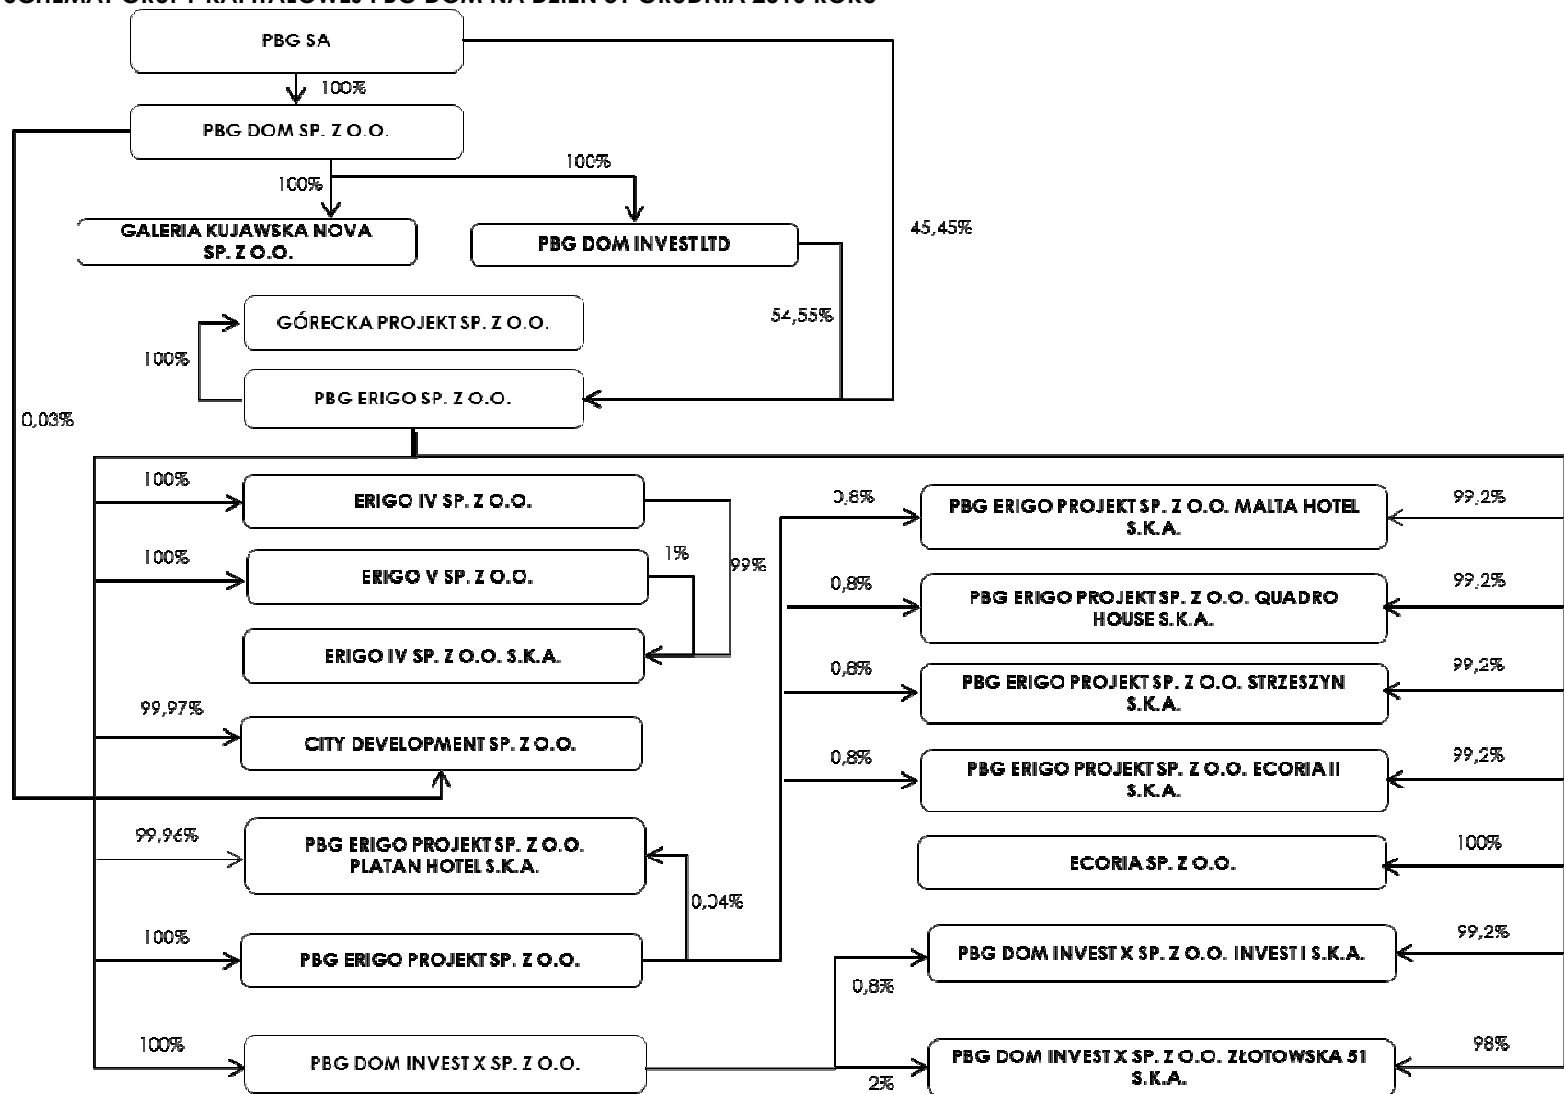 PBG SA
100%
PBG DOM SP. Z O.O.
100%
100%
GALERIA KUJAWSKA NOVA
SP. Z O.O.
PBG DOM INVEST LTD
45,45%
54,55%
GÓRECKA PROJEKT SP. Z O.O.
100%
PBG ERIGO SP. Z O.O.
0,03%
100%
ERIGO IV SP. Z O.O.
100%
ERIGO V SP. Z O.O.
1%
99%
ERIGO IV SP. Z O.O. S.K.A.
99,97%
CITY DEVELOPMENT SP. Z O.O.
99,96%
PBG ERIGO PROJEKT SP. Z O.O.
PLATAN HOTEL S.K.A.
0,04%
100%
PBG ERIGO PROJEKT SP. Z O.O.
100%
PBG DOM INVEST X SP. Z O.O.
0,8%
PBG ERIGO PROJEKT SP. Z O.O. MALTA HOTEL
S.K.A.
99,2%
0,8%
PBG ERIGO PROJEKT SP. Z O.O. QUADRO
HOUSE S.K.A.
99,2%
0,8%
PBG ERIGO PROJEKT SP. Z O.O. STRZESZYN
S.K.A.
99,2%
0,8%
PBG ERIGO PROJEKT SP. Z O.O. ECORIA II
S.K.A.
99,2%
ECORIA SP. Z O.O.
100%
0,8%
PBG DOM INVEST X SP. Z O.O. INVEST I S.K.A.
99,2%
2%
PBG DOM INVEST X SP. Z O.O. ZŁOTOWSKA 51
S.K.A.
98%